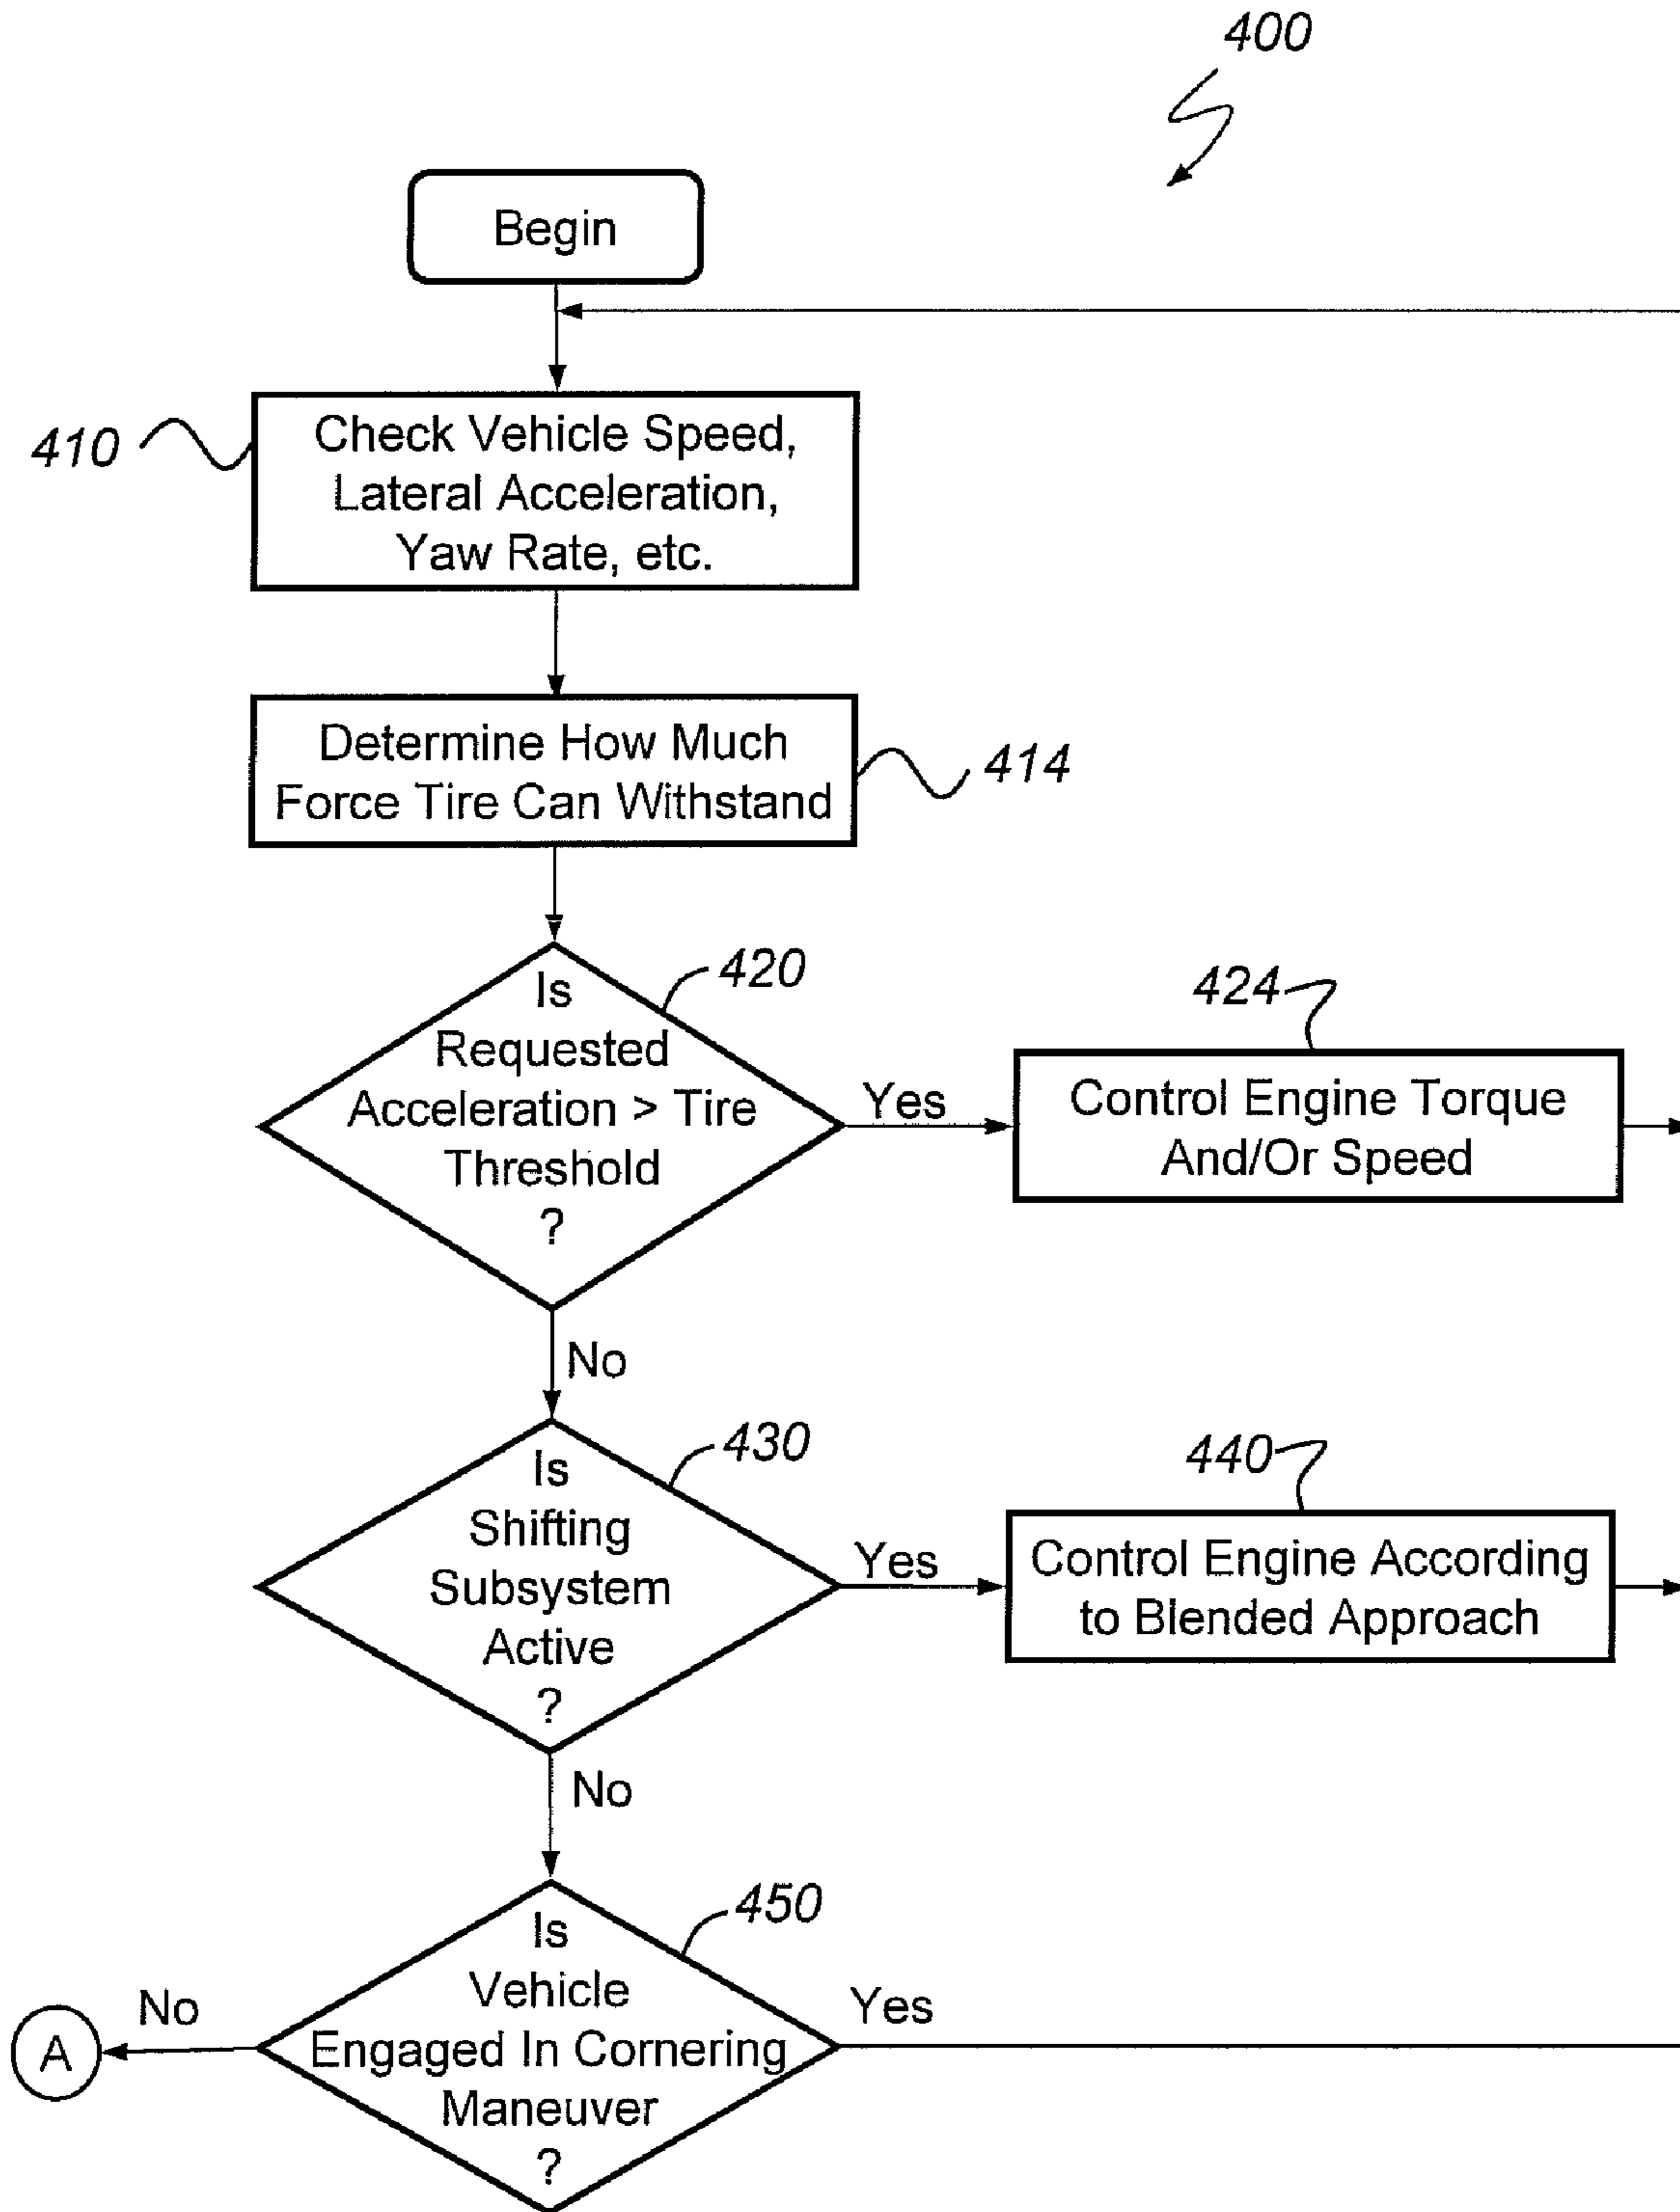 400
Begin
410
Check Vehicle Speed,
Lateral Acceleration,
Yaw Rate, etc.
Determine How Much
Force Tire Can Withstand
414
420
Is
Requested
Acceleration > Tire
Threshold
?
Yes
424
Control Engine Torque
And/Or Speed
No
430
Is
Shifting
Subsystem
Active
?
Yes
440
Control Engine According
to Blended Approach
No
450
Is
Vehicle
Engaged In Cornering
Maneuver
?
Yes
No
A